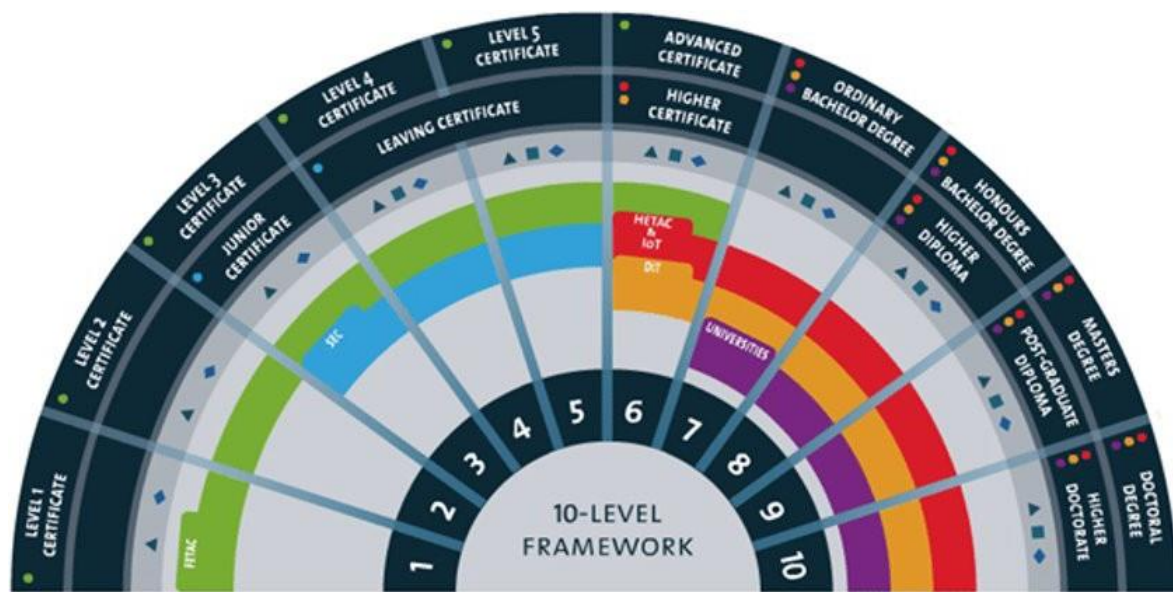 LEVEL 1
CERTIFICATE
LEVEL 2
CERTIFICATE
LEVEL 3
CERTIFICATE
JUNIOR
CERTIFICATE
LEVEL 4
CERTIFICATE
LEVEL 5
CERTIFICATE
LEAVING CERTIFICATE
ADVANCED
CERTIFICATE
HIGHER
CERTIFICATE
ORDINARY
BACHELOR DEGREE
HONOURS
BACHELOR DEGREE
HIGHER
DIPLOMA
MASTERS
DEGREE
POST-GRADUATE
DIPLOMA
DOCTORAL
DEGREE
HIGHER
DOCTORATE
FETAC
SEC
HETAC
&
IoT
DIT
UNIVERSITIES
1
2
3
4
5
6
7
8
9
10
10-LEVEL
FRAMEWORK